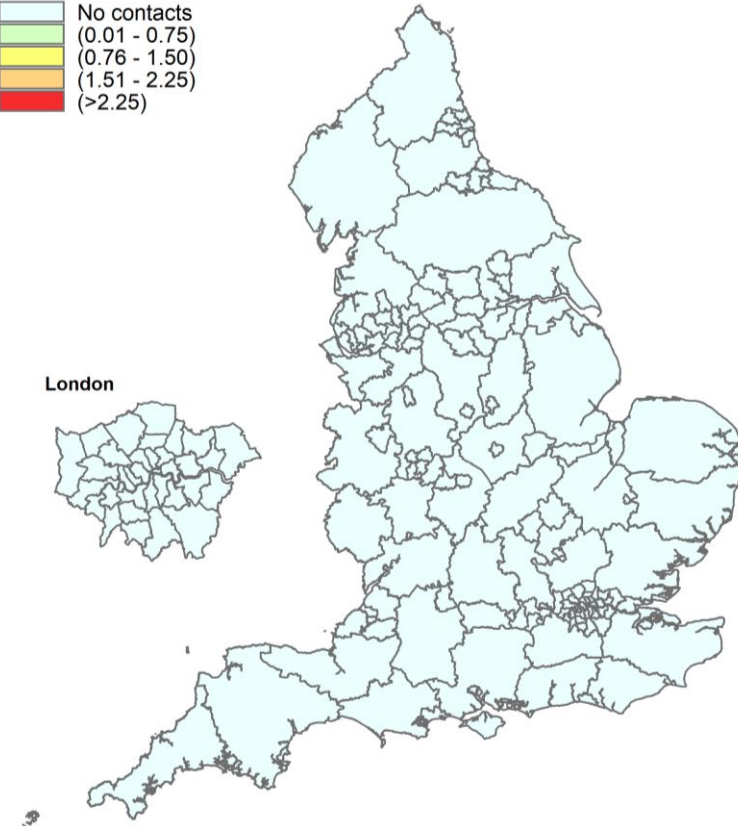 No contacts
(0.01 - 0.75)
(0.76 - 1.50)
(1.51 - 2.25)
(>2.25)
London